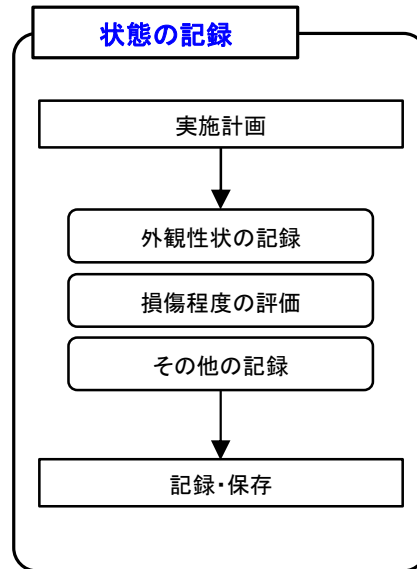 状態の記録
実施計画
外観性状の記録
損傷程度の評価
その他の記録
記録・保存